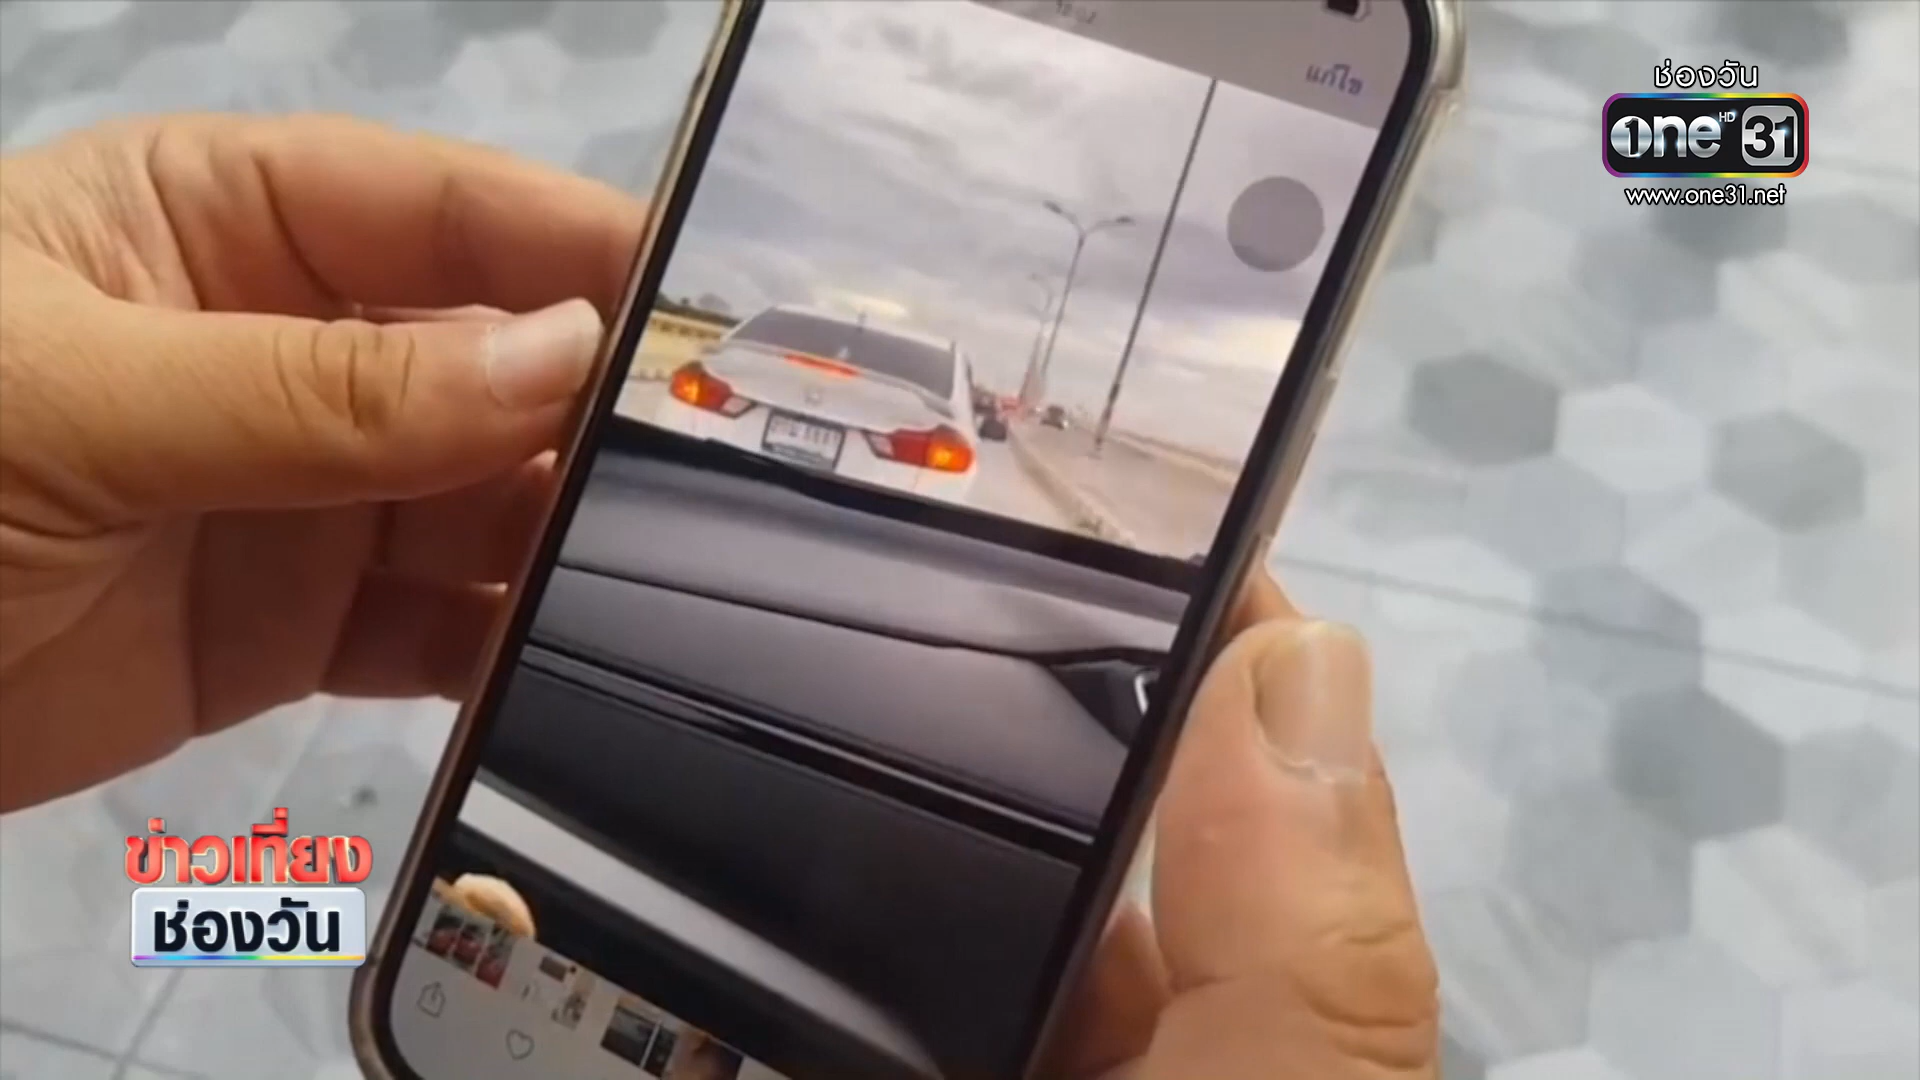 แก้ไข
ช่องวัน
one HD 31
www.one31.net
ข่าวเที่ยง
ช่องวัน